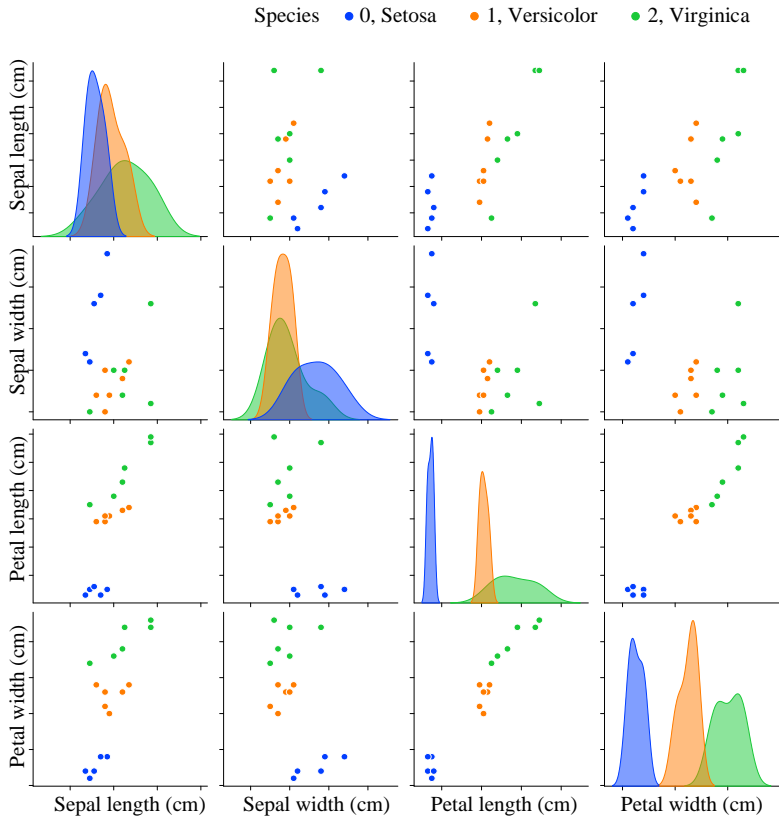 Species 0, Setosa 1, Versicolor 2, Virginica
Sepal length (cm)
Sepal width (cm)
Petal length (cm)
Petal width (cm)
Sepal length (cm) Sepal width (cm) Petal length (cm) Petal width (cm)